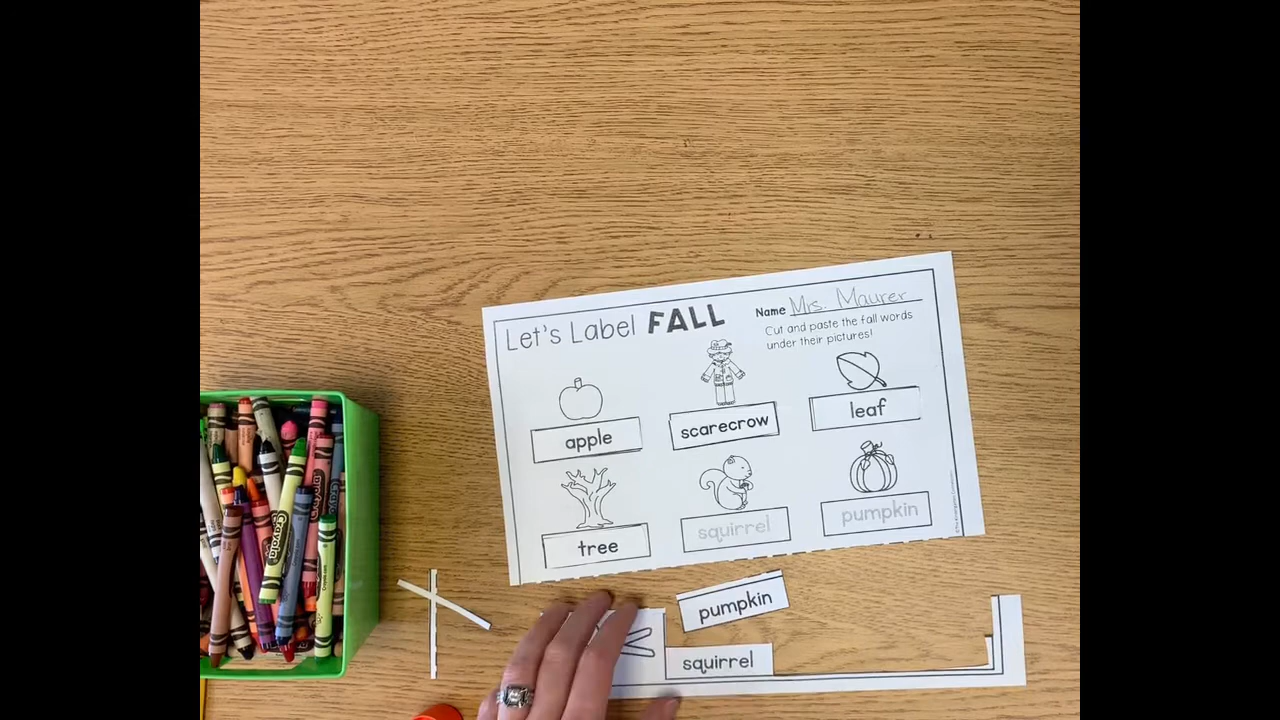 Let's Label FALL
Name Mrs. Maurer
Cut and paste the fall words
under their pictures!
apple
scarecrow
leaf
tree
squirrel
pumpkin
pumpkin
squirrel
Crayola